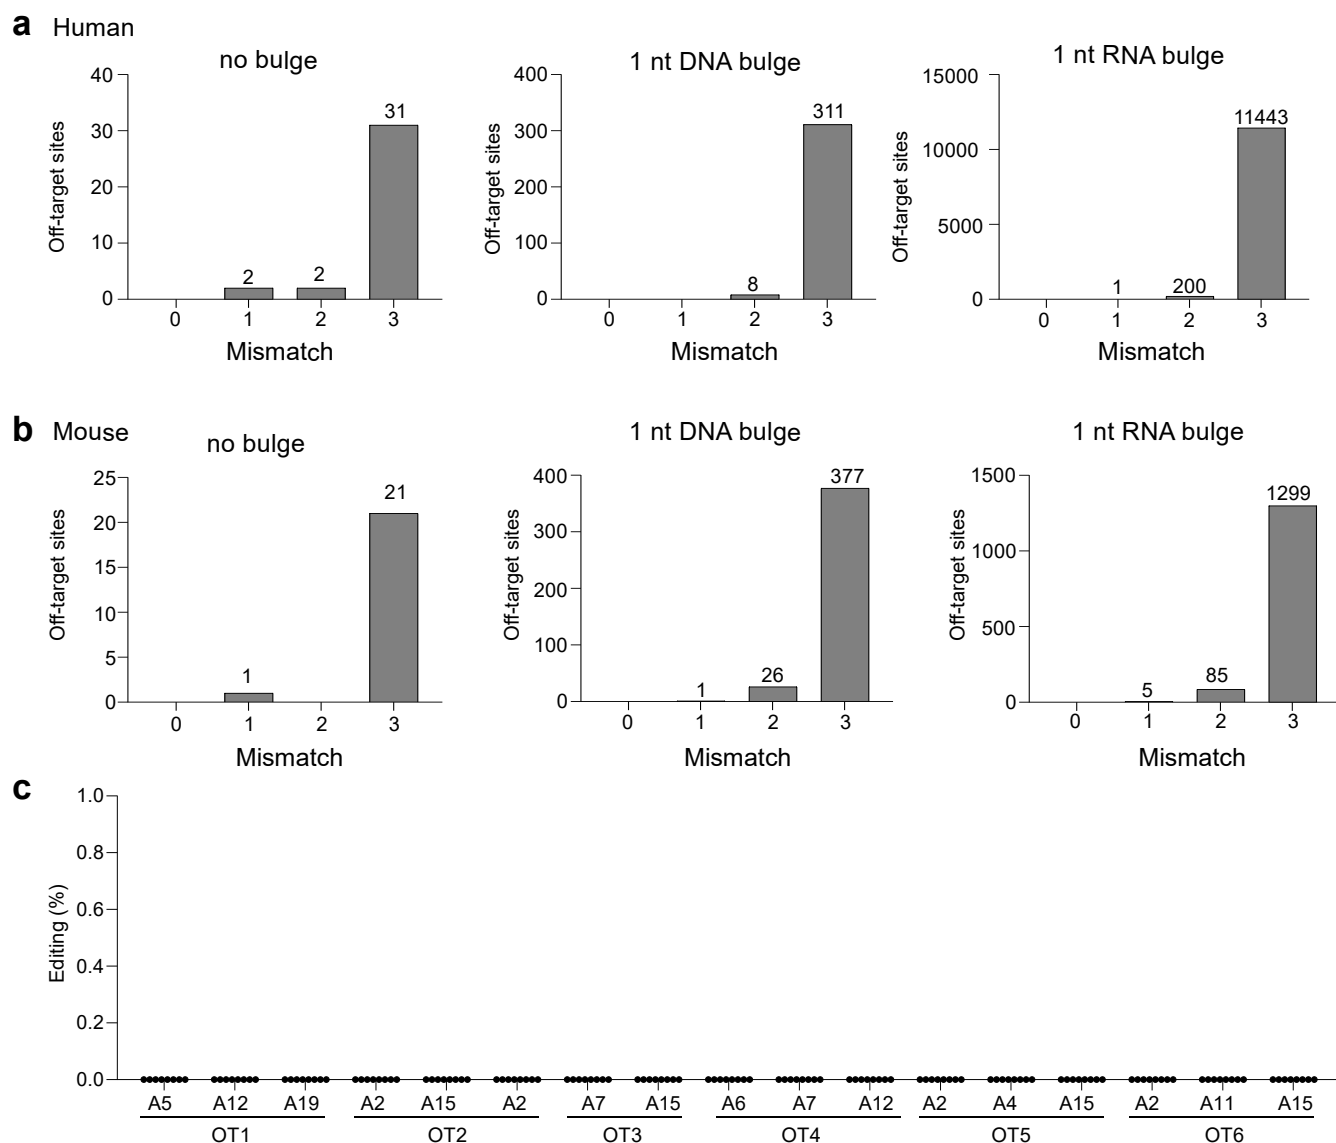 a Human
no bulge
1 nt DNA bulge
1 nt RNA bulge
Off-target sites
40
30
20
10
0
2
2
31
0 1 2 3
Mismatch
Off-target sites
400
300
200
100
0
8
311
0 1 2 3
Mismatch
Off-target sites
15000
10000
5000
0
1
200
11443
0 1 2 3
Mismatch
b Mouse
no bulge
1 nt DNA bulge
1 nt RNA bulge
Off-target sites
25
20
15
10
5
0
1
21
0 1 2 3
Mismatch
Off-target sites
400
300
200
100
0
1
26
377
0 1 2 3
Mismatch
Off-target sites
1500
1000
500
0
5
85
1299
0 1 2 3
Mismatch
c
Editing (%)
1.0
0.8
0.6
0.4
0.2
0.0
A5 A12 A19 A2 A15 A2 A7 A15 A6 A7 A12 A2 A4 A15 A2 A11 A15
OT1 OT2 OT3 OT4 OT5 OT6